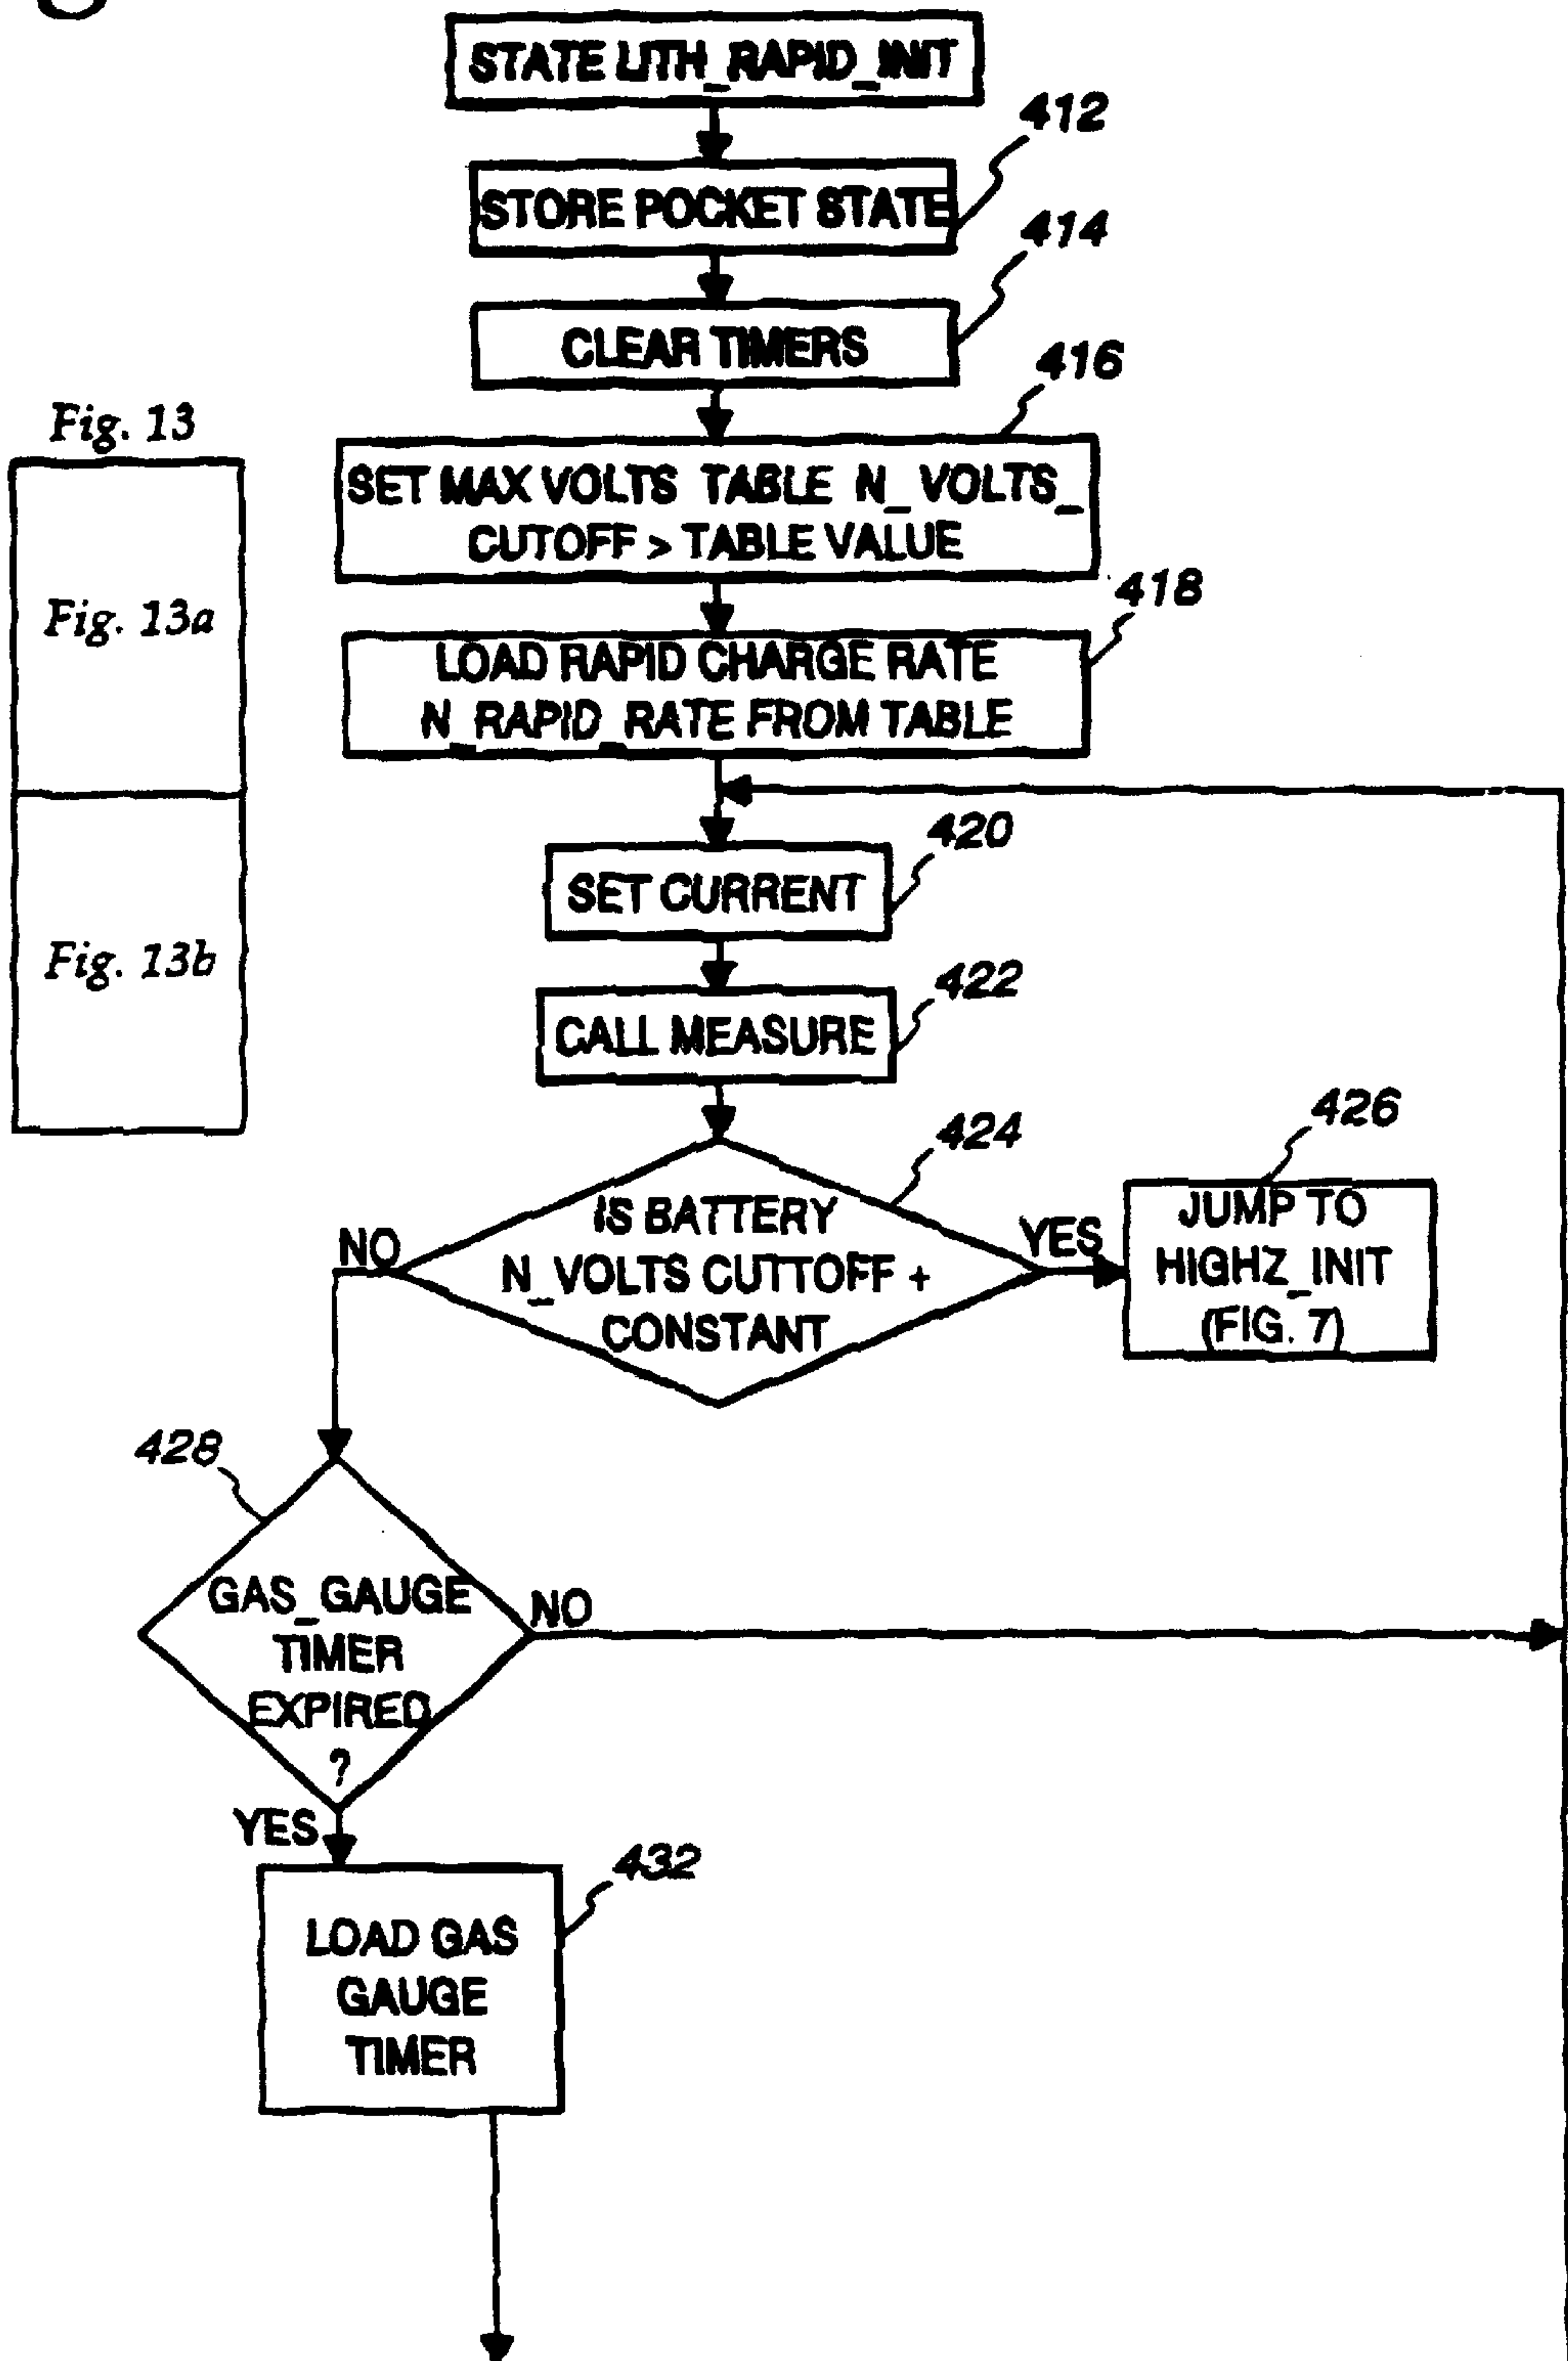 STATE LITH_RAPID_INIT
412
STORE POCKET STATE
414
CLEAR TIMERS
416
SET MAX VOLTS TABLE N_VOLTS_
CUTOFF > TABLE VALUE
418
LOAD RAPID CHARGE RATE
N_RAPID_RATE FROM TABLE
Fig. 13
Fig. 13a
Fig. 13b
420
SET CURRENT
422
CALL MEASURE
424
IS BATTERY
N_VOLTS CUTTOFF +
CONSTANT
NO
YES
426
JUMP TO
HIGHZ_INIT
(FIG. 7)
428
GAS_GAUGE
TIMER
EXPIRED
?
NO
YES
432
LOAD GAS
GAUGE
TIMER